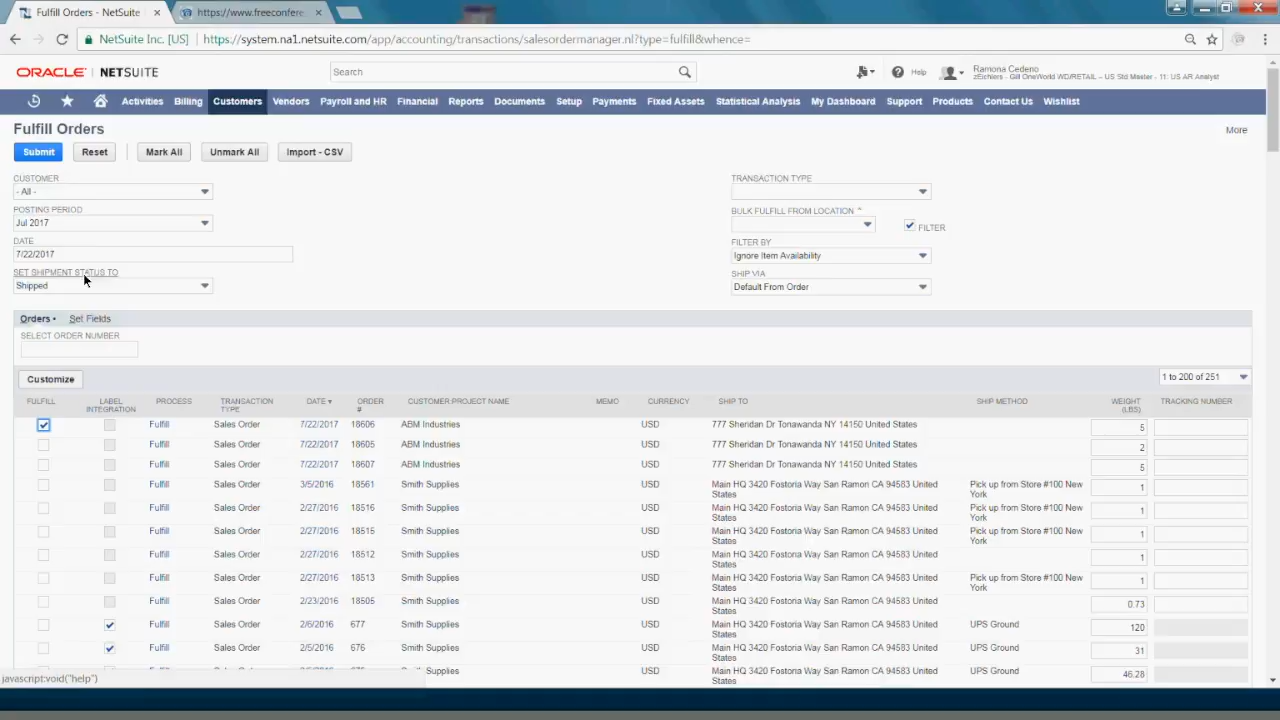 Fulfill Orders - NetSuite
https://www.freeconfere
NetSuite Inc. [US]
https://system.na1.netsuite.com/app/accounting/transactions/salesordermanager.nl?type=fulfill&whence=
ORACLE | NETSUITE
Search
Help
Ramona Cedeno
zEichers - Gill OneWorld WD/RETAIL – US Std Master - 11: US AR Analyst
Activities Billing Customers Vendors Payroll and HR Financial Reports Documents Setup Payments Fixed Assets Statistical Analysis My Dashboard Support Products Contact Us Wishlist
Fulfill Orders
More
Submit Reset Mark All Unmark All Import - CSV
CUSTOMER
- All -
POSTING PERIOD
Jul 2017
DATE
7/22/2017
SET SHIPMENT STATUS TO
Shipped
TRANSACTION TYPE
BULK FULFILL FROM LOCATION *
FILTER
FILTER BY
Ignore Item Availability
SHIP VIA
Default From Order
Orders • Set Fields
SELECT ORDER NUMBER
Customize
1 to 200 of 251
FULFILL LABEL INTEGRATION PROCESS TRANSACTION TYPE DATE ▼ ORDER # CUSTOMER:PROJECT NAME MEMO CURRENCY SHIP TO SHIP METHOD WEIGHT (LBS) TRACKING NUMBER
Fulfill Sales Order 7/22/2017 18606 ABM Industries USD 777 Sheridan Dr Tonawanda NY 14150 United States 5
Fulfill Sales Order 7/22/2017 18605 ABM Industries USD 777 Sheridan Dr Tonawanda NY 14150 United States 2
Fulfill Sales Order 7/22/2017 18607 ABM Industries USD 777 Sheridan Dr Tonawanda NY 14150 United States 5
Fulfill Sales Order 3/5/2016 18561 Smith Supplies USD Main HQ 3420 Fostoria Way San Ramon CA 94583 United States Pick up from Store #100 New York 1
Fulfill Sales Order 2/27/2016 18516 Smith Supplies USD Main HQ 3420 Fostoria Way San Ramon CA 94583 United States Pick up from Store #100 New York 1
Fulfill Sales Order 2/27/2016 18515 Smith Supplies USD Main HQ 3420 Fostoria Way San Ramon CA 94583 United States Pick up from Store #100 New York 1
Fulfill Sales Order 2/27/2016 18512 Smith Supplies USD Main HQ 3420 Fostoria Way San Ramon CA 94583 United States 1
Fulfill Sales Order 2/27/2016 18513 Smith Supplies USD Main HQ 3420 Fostoria Way San Ramon CA 94583 United States Pick up from Store #100 New York 1
Fulfill Sales Order 2/23/2016 18505 Smith Supplies USD Main HQ 3420 Fostoria Way San Ramon CA 94583 United States 0.73
Fulfill Sales Order 2/6/2016 677 Smith Supplies USD Main HQ 3420 Fostoria Way San Ramon CA 94583 United States UPS Ground 120
Fulfill Sales Order 2/5/2016 676 Smith Supplies USD Main HQ 3420 Fostoria Way San Ramon CA 94583 United States UPS Ground 31
Smith Supplies USD Main HQ 3420 Fostoria Way San Ramon CA 94583 United States UPS Ground 46.28
javascript:void("help")